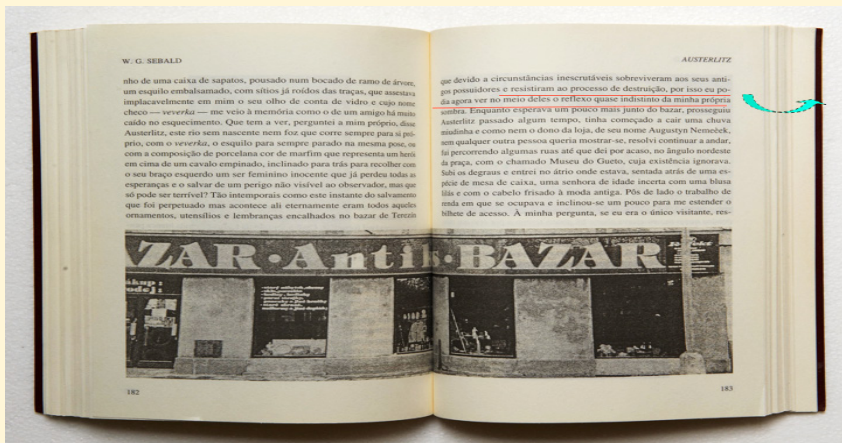 W. G. SEBALD
nho de uma caixa de sapatos, pousado num bocado de ramo de árvore,
um esquilo embalsamado, com sítios já roídos das traças, que assestava
implacavelmente em mim o seu olho de conta de vidro e cujo nome
checo — veverka — me veio à memória como o de um amigo há muito
caído no esquecimento. Que tem a ver, perguntei a mim próprio, disse
Austerlitz, este rio sem nascente nem foz que corre sempre para si pró-
prio, com o veverka, o esquilo para sempre parado na mesma pose, ou
com a composição de porcelana cor de marfim que representa um herói
em cima de um cavalo empinado, inclinado para trás para recolher com
o seu braço esquerdo um ser feminino inocente que já perdeu todas as
esperanças e o salvar de um perigo não visível ao observador, mas que
só pode ser terrível? Tão intemporais como este instante do salvamento
que foi perpetuado mas acontece ali eternamente eram todos aqueles
ornamentos, utensílios e lembranças encalhados no bazar de Terezín
AUSTERLITZ
que devido a circunstâncias inescrutáveis sobreviveram aos seus anti-
gos possuidores e resistiram ao processo de destruição, por isso eu po-
dia agora ver no meio deles o reflexo quase indistinto da minha própria
sombra. Enquanto esperava um pouco mais junto do bazar, prosseguiu
Austerlitz passado algum tempo, tinha começado a cair uma chuva
miudinha e como nem o dono da loja, de seu nome Augustyn Nemeček,
nem qualquer outra pessoa queria mostrar-se, resolvi continuar a andar,
fui percorrendo algumas ruas até que dei por acaso, no ângulo nordeste
da praça, com o chamado Museu do Gueto, cuja existência ignorava.
Subi os degraus e entrei no átrio onde estava, sentada atrás de uma es-
pécie de mesa de caixa, uma senhora de idade incerta com uma blusa
lilás e com o cabelo frisado à moda antiga. Pôs de lado o trabalho de
renda em que se ocupava e inclinou-se um pouco para me estender o
bilhete de acesso. À minha pergunta, se eu era o único visitante, res-
AZAR · Antik · BAZAR
182
183